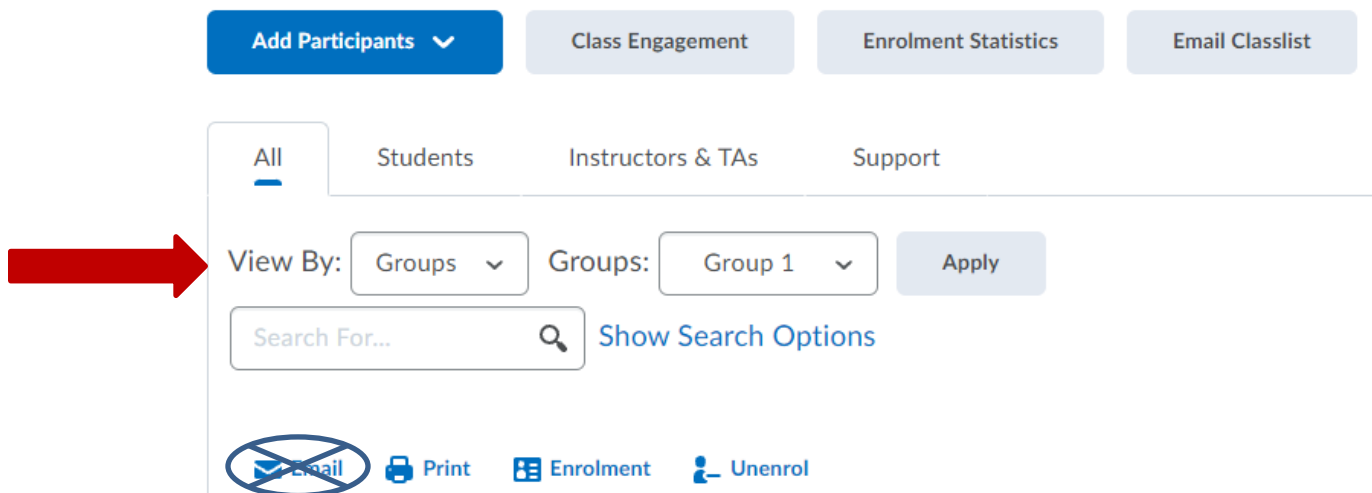 Add Participants Class Engagement Enrolment Statistics Email Classlist
All Students Instructors & TAs Support
View By: Groups Groups: Group 1 Apply
Search For... Show Search Options
Email Print Enrolment Unenrol